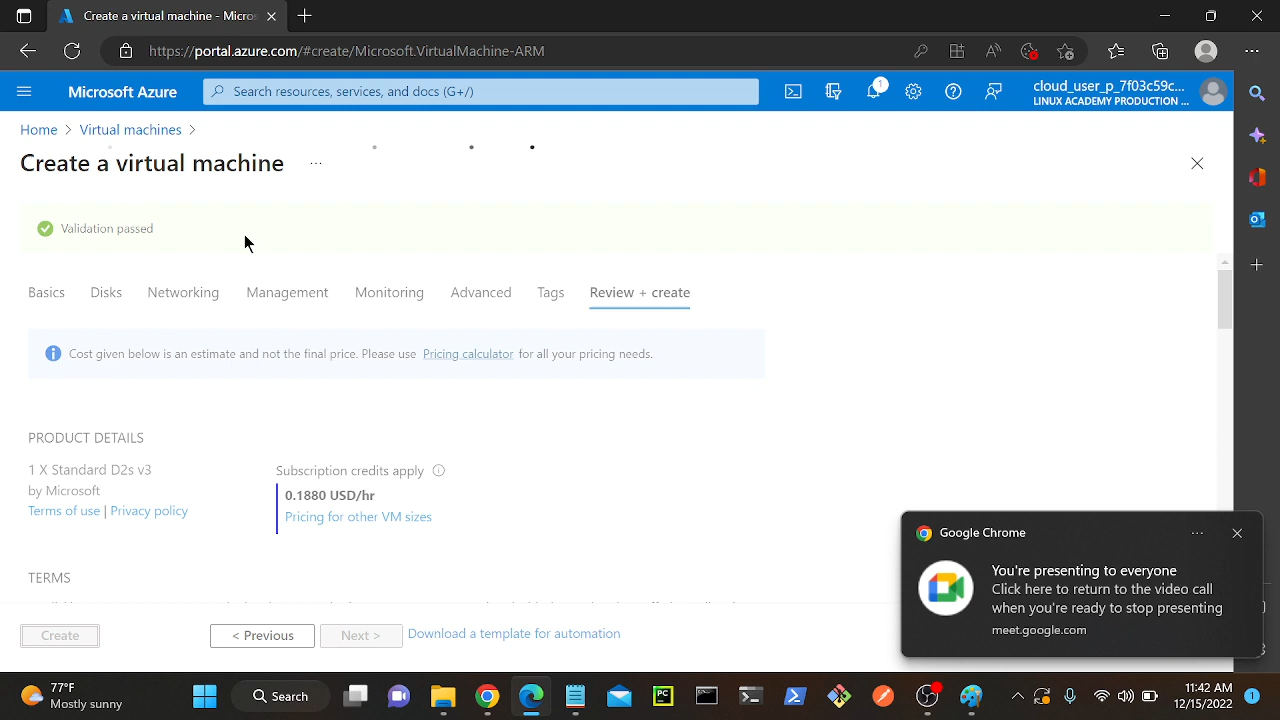 Create a virtual machine - Micros
https://portal.azure.com/#create/Microsoft.VirtualMachine-ARM
Microsoft Azure
Search resources, services, and docs (G+/)
1
cloud_user_p_7f03c59c...
LINUX ACADEMY PRODUCTION ...
Home > Virtual machines >
Create a virtual machine ...
Validation passed
Basics Disks Networking Management Monitoring Advanced Tags Review + create
Cost given below is an estimate and not the final price. Please use Pricing calculator for all your pricing needs.
PRODUCT DETAILS
1 X Standard D2s v3
by Microsoft
Terms of use | Privacy policy
Subscription credits apply
0.1880 USD/hr
Pricing for other VM sizes
TERMS
Create
< Previous
Next >
Download a template for automation
Google Chrome
You're presenting to everyone
Click here to return to the video call
when you're ready to stop presenting
meet.google.com
77°F
Mostly sunny
Search
PC
11:42 AM
12/15/2022
1